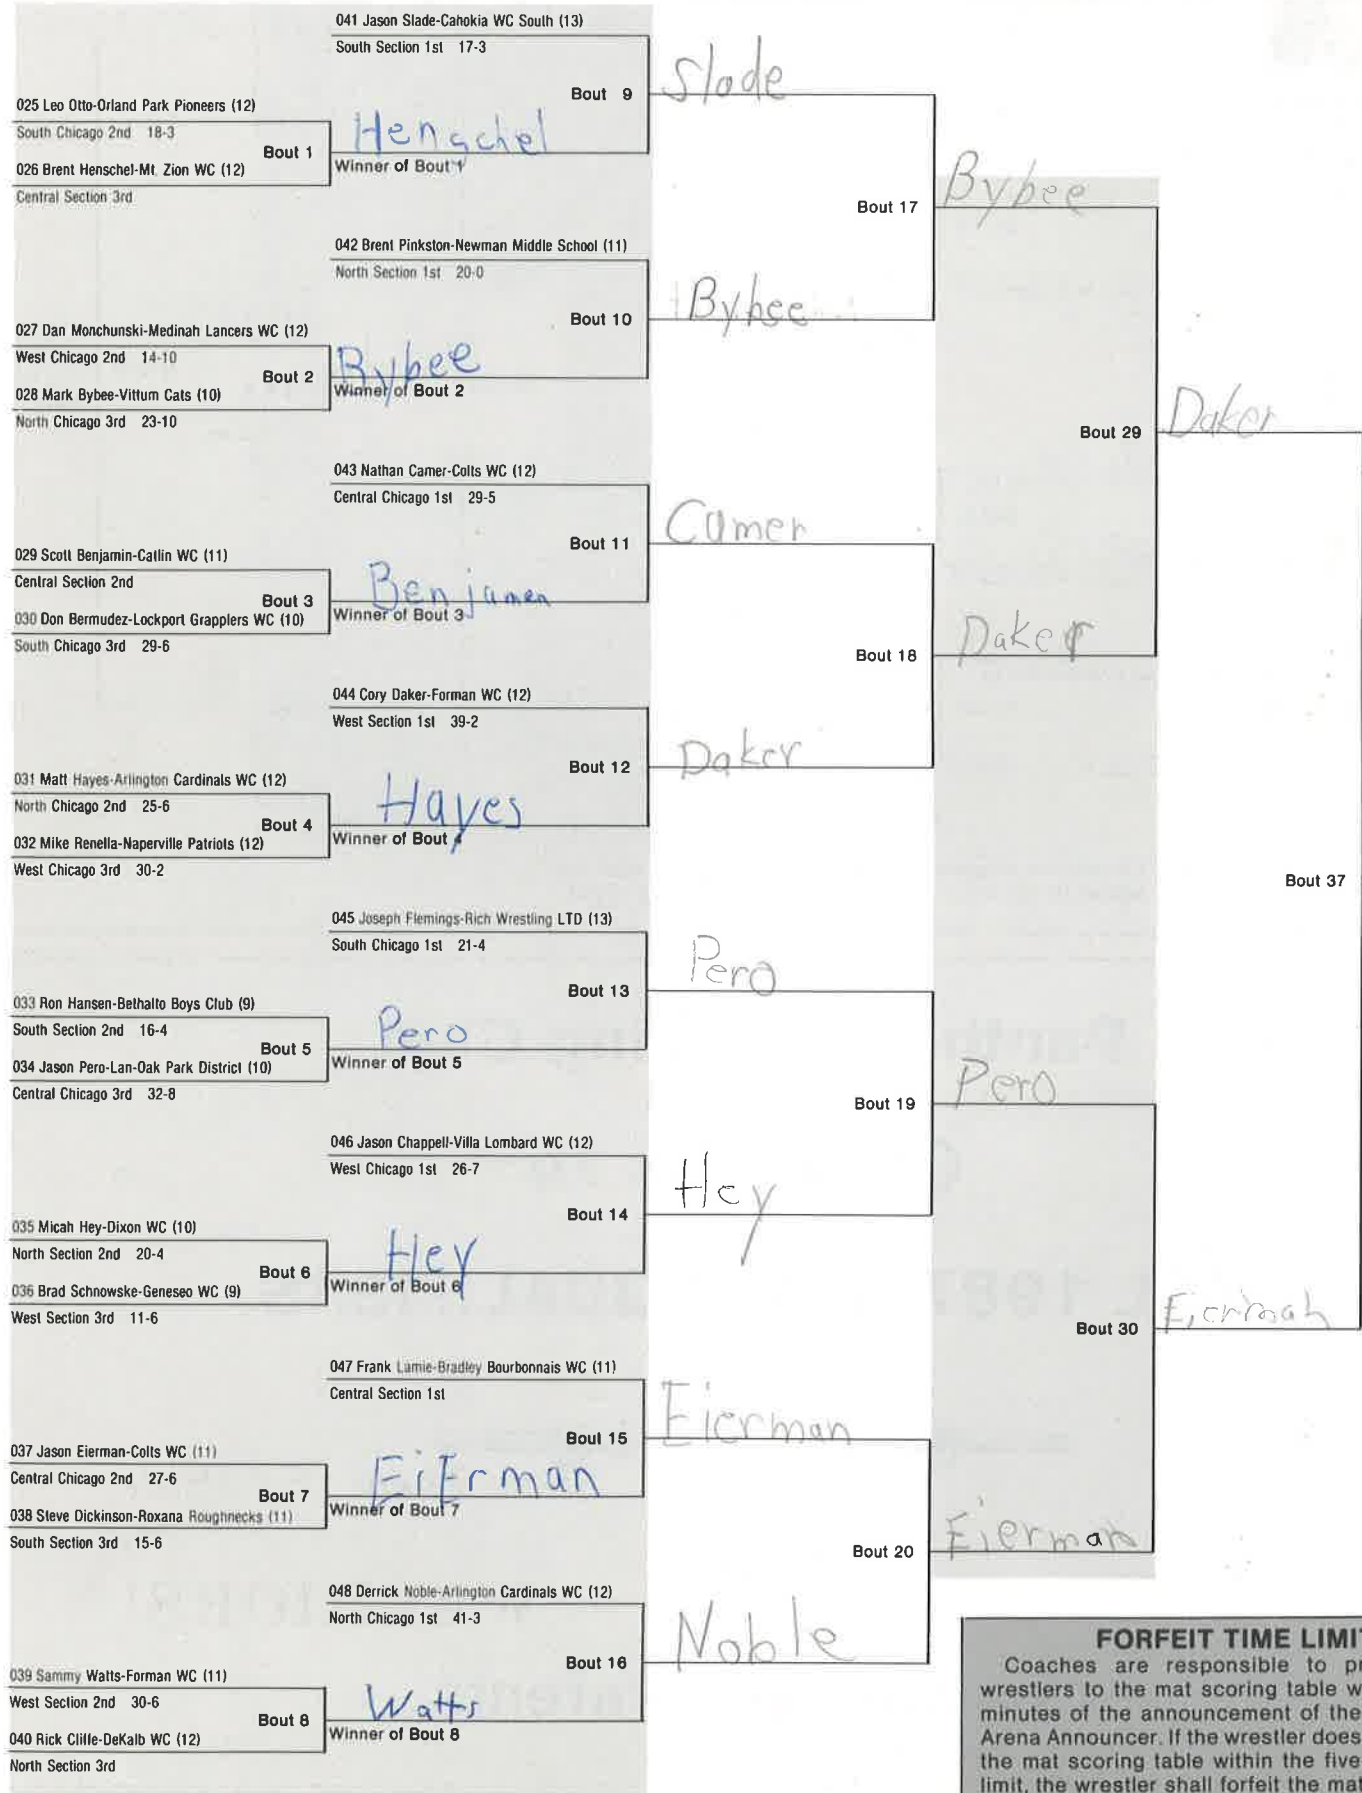 041 Jason Slade-Cahokia WC South (13)
South Section 1st 17-3
Bout 9
Slade
025 Leo Otto-Orland Park Pioneers (12)
South Chicago 2nd 18-3
Bout 1
Henschel
Winner of Bout 1
026 Brent Henschel-Mt. Zion WC (12)
Central Section 3rd
Bout 17
Bybee
042 Brent Pinkston-Newman Middle School (11)
North Section 1st 20-0
Bout 10
Bybee
027 Dan Monchunski-Medinah Lancers WC (12)
West Chicago 2nd 14-10
Bout 2
Bybee
Winner of Bout 2
028 Mark Bybee-Vittum Cats (10)
North Chicago 3rd 23-10
Bout 29
Daker
043 Nathan Camer-Colts WC (12)
Central Chicago 1st 29-5
Bout 11
Camer
029 Scott Benjamin-Catlin WC (11)
Central Section 2nd
Bout 3
Benjamen
Winner of Bout 3
030 Don Bermudez-Lockport Grapplers WC (10)
South Chicago 3rd 29-6
Bout 18
Daker
044 Cory Daker-Forman WC (12)
West Section 1st 39-2
Bout 12
Daker
031 Matt Hayes-Arlington Cardinals WC (12)
North Chicago 2nd 25-6
Bout 4
Hayes
Winner of Bout 4
032 Mike Renella-Naperville Patriots (12)
West Chicago 3rd 30-2
Bout 37
045 Joseph Flemings-Rich Wrestling LTD (13)
South Chicago 1st 21-4
Bout 13
Pero
033 Ron Hansen-Bethalto Boys Club (9)
South Section 2nd 16-4
Bout 5
Pero
Winner of Bout 5
034 Jason Pero-Lan-Oak Park District (10)
Central Chicago 3rd 32-8
Bout 19
Pero
046 Jason Chappell-Villa Lombard WC (12)
West Chicago 1st 26-7
Bout 14
Hey
035 Micah Hey-Dixon WC (10)
North Section 2nd 20-4
Bout 6
Hey
Winner of Bout 6
036 Brad Schnowske-Geneseo WC (9)
West Section 3rd 11-6
Bout 30
Eierman
047 Frank Lamie-Bradley Bourbonnais WC (11)
Central Section 1st
Bout 15
Eierman
037 Jason Eierman-Colts WC (11)
Central Chicago 2nd 27-6
Bout 7
EiErman
Winner of Bout 7
038 Steve Dickinson-Roxana Roughnecks (11)
South Section 3rd 15-6
Bout 20
Eierman
048 Derrick Noble-Arlington Cardinals WC (12)
North Chicago 1st 41-3
Bout 16
Noble
039 Sammy Watts-Forman WC (11)
West Section 2nd 30-6
Bout 8
Watts
Winner of Bout 8
040 Rick Cliffe-DeKalb WC (12)
North Section 3rd
FORFEIT TIME LIMIT
Coaches are responsible to pr
wrestlers to the mat scoring table w
minutes of the announcement of the
Arena Announcer. If the wrestler does
the mat scoring table within the five
limit, the wrestler shall forfeit the mat